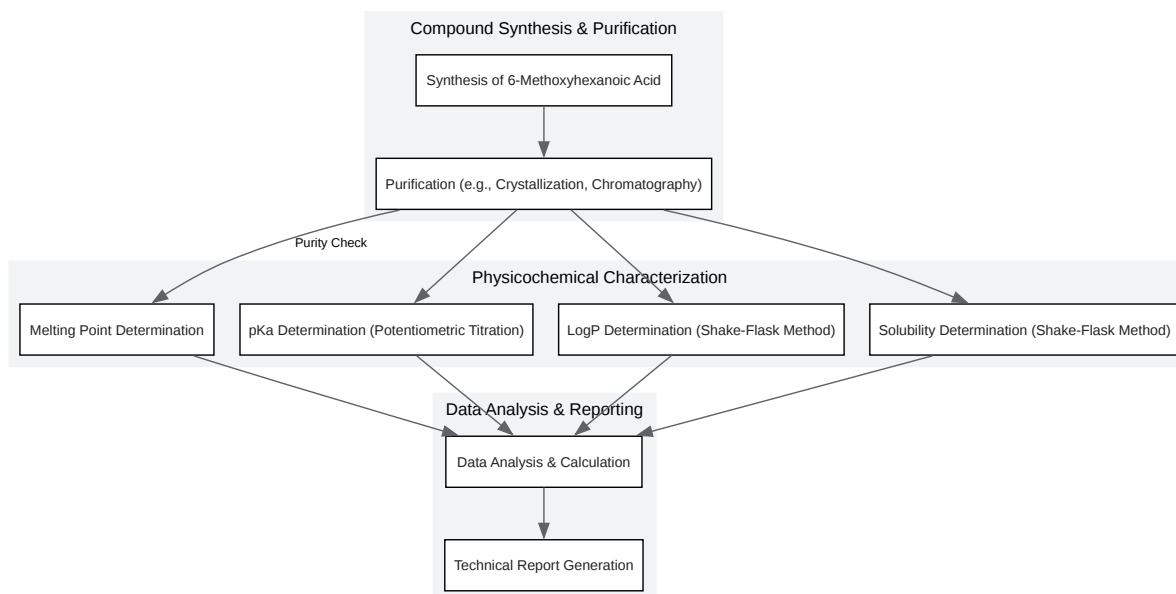 Compound Synthesis & Purification
Synthesis of 6-Methoxyhexanoic Acid
Purification (e.g., Crystallization, Chromatography)
Purity Check
Physicochemical Characterization
Melting Point Determination
pKa Determination (Potentiometric Titration)
LogP Determination (Shake-Flask Method)
Solubility Determination (Shake-Flask Method)
Data Analysis & Reporting
Data Analysis & Calculation
Technical Report Generation